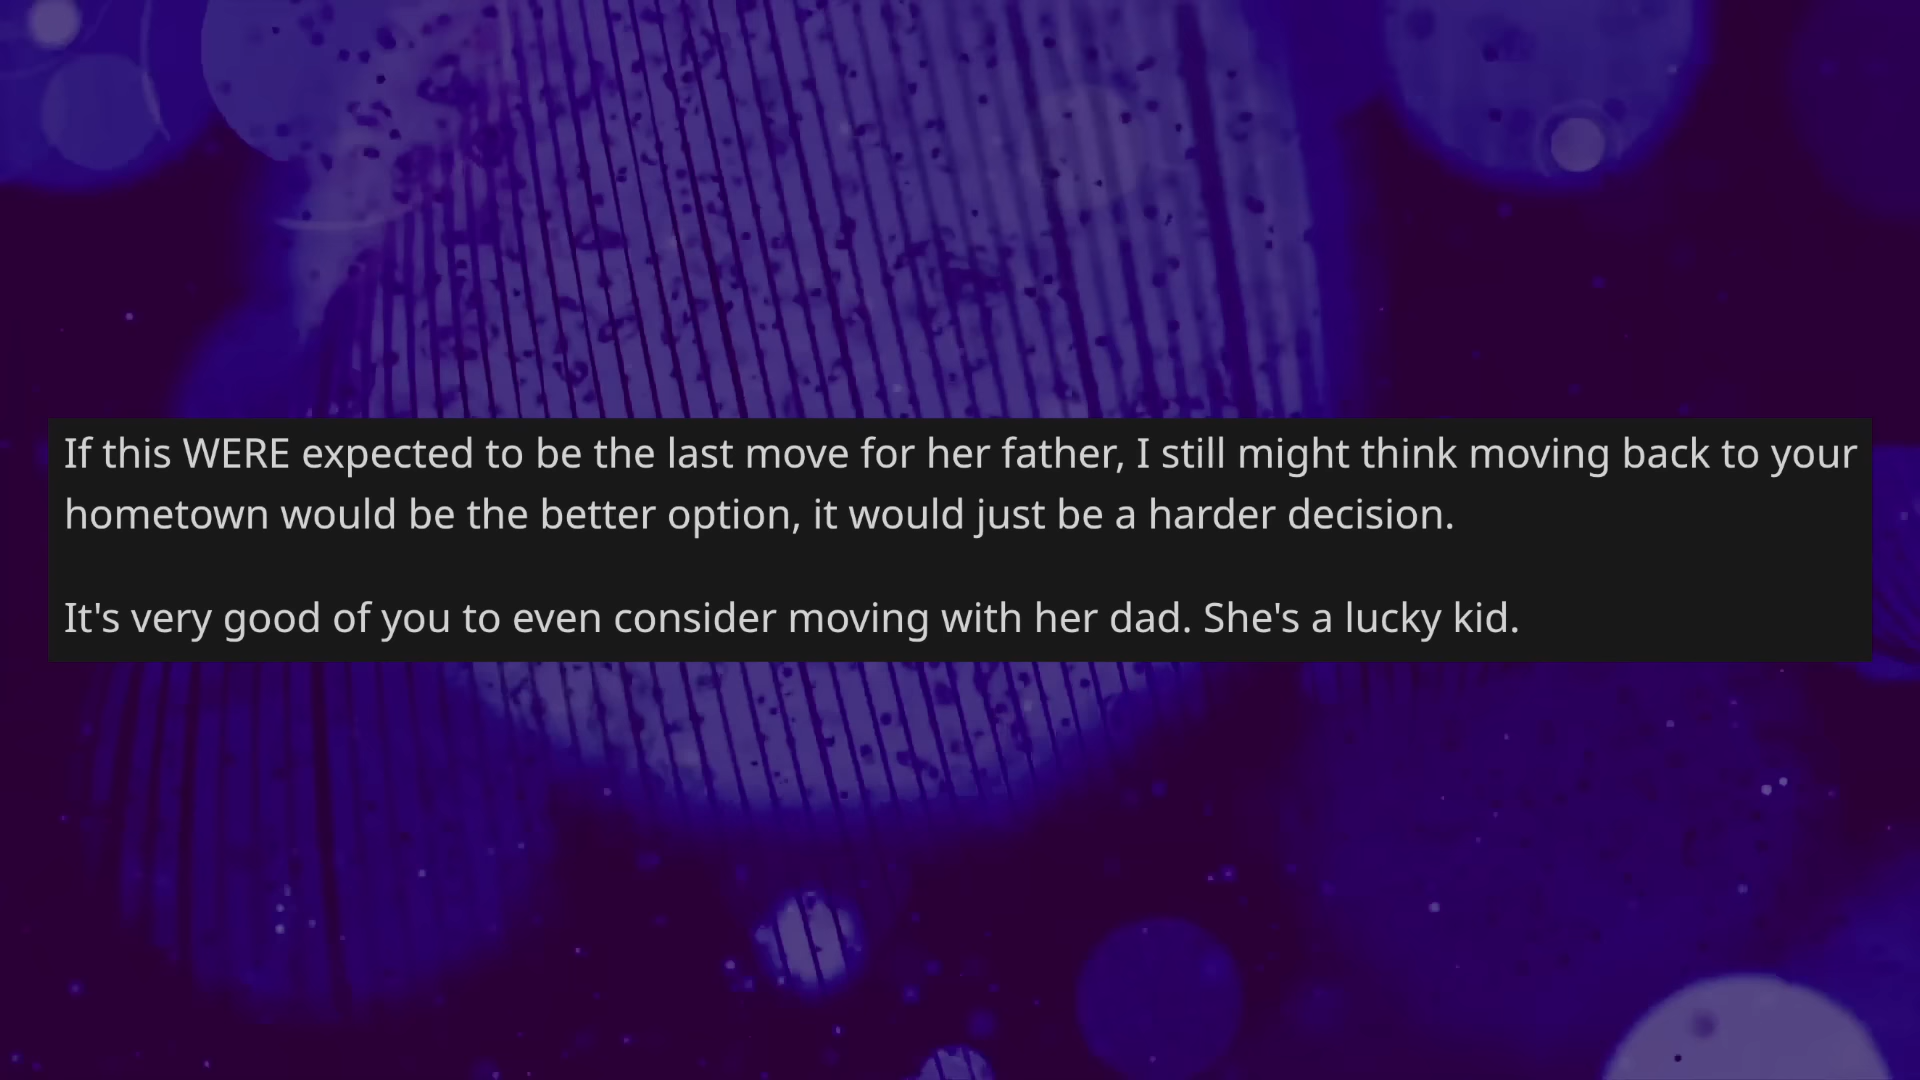 If this WERE expected to be the last move for her father, I still might think moving back to your
hometown would be the better option, it would just be a harder decision.
It's very good of you to even consider moving with her dad. She's a lucky kid.